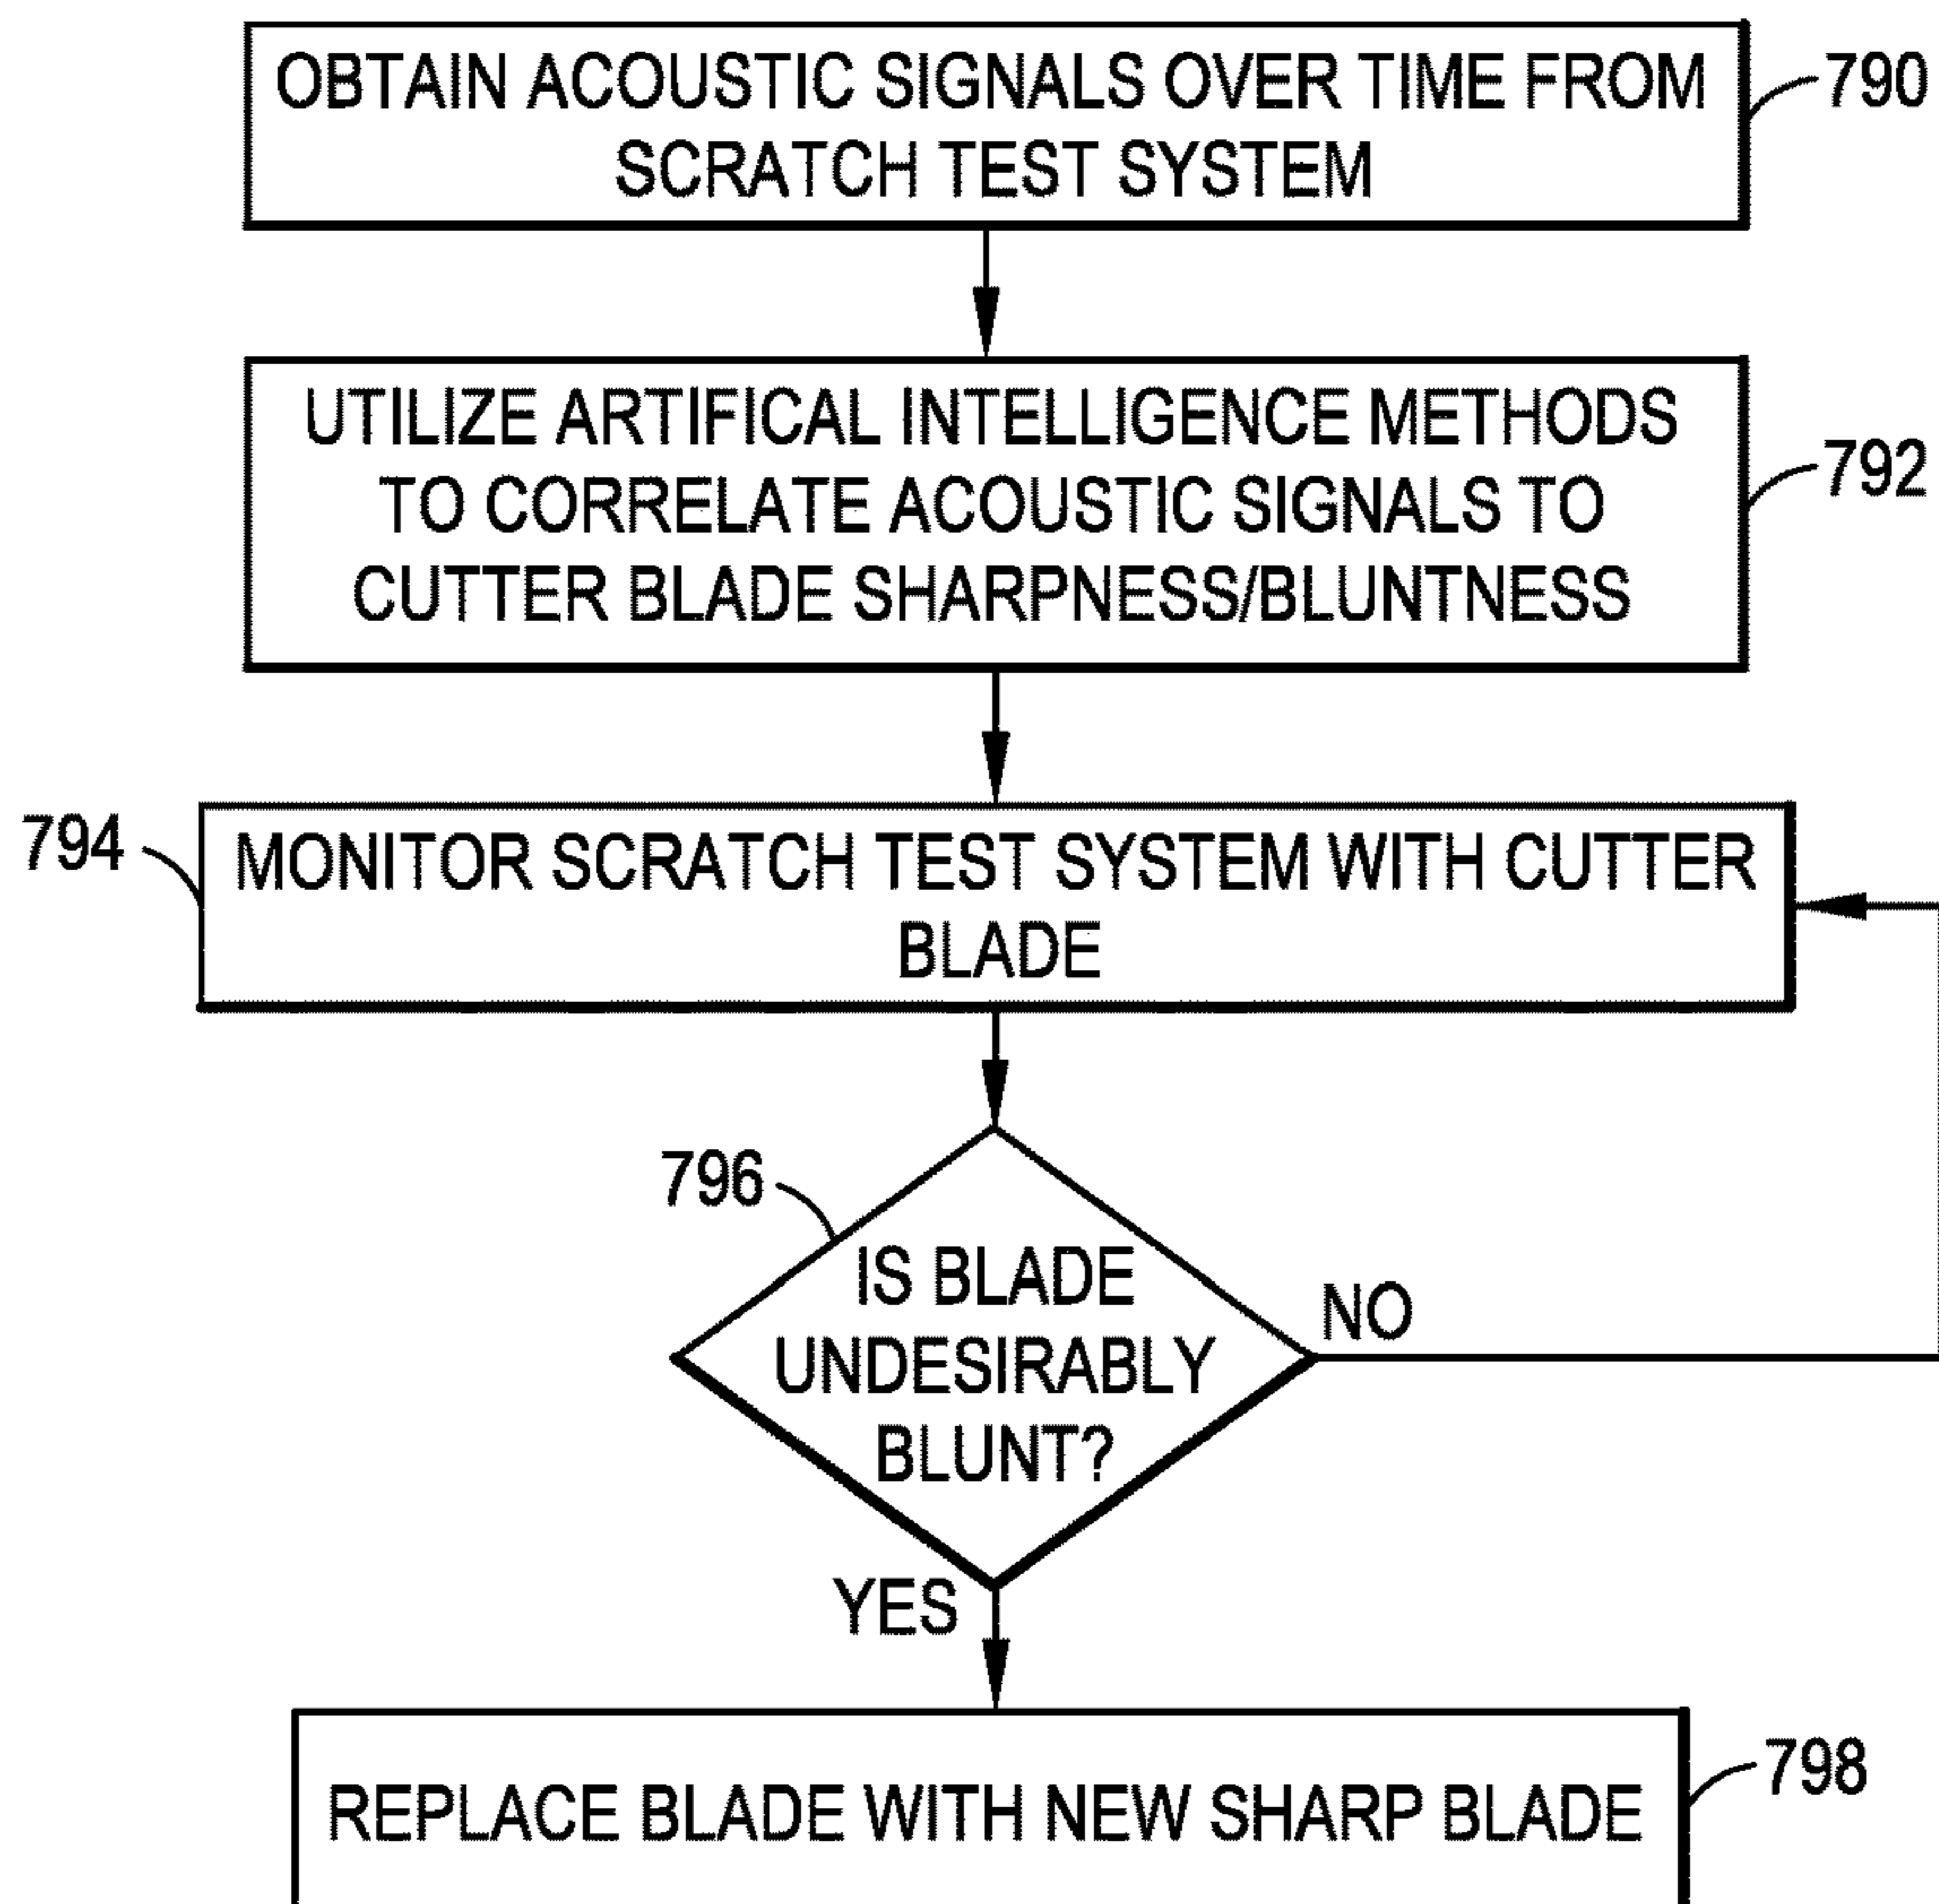 OBTAIN ACOUSTIC SIGNALS OVER TIME FROM
SCRATCH TEST SYSTEM
790
UTILIZE ARTIFICAL INTELLIGENCE METHODS
TO CORRELATE ACOUSTIC SIGNALS TO
CUTTER BLADE SHARPNESS/BLUNTNESS
792
794
MONITOR SCRATCH TEST SYSTEM WITH CUTTER
BLADE
796
IS BLADE
UNDESIRABLY
BLUNT?
NO
YES
REPLACE BLADE WITH NEW SHARP BLADE
798